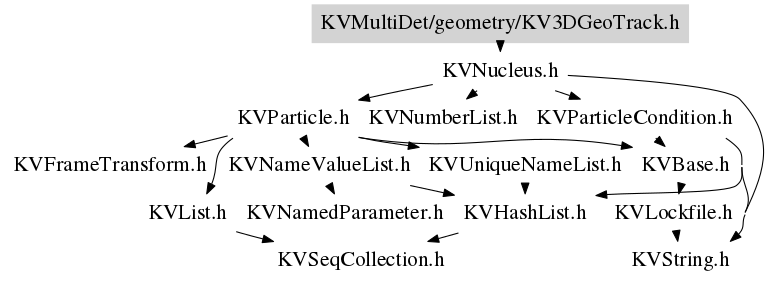 KVMultiDet/geometry/KV3DGeoTrack.h
KVNucleus.h
KVParticle.h KVNumberList.h KVParticleCondition.h
KVFrameTransform.h KVNameValueList.h KVUniqueNameList.h KVBase.h
KVList.h KVNamedParameter.h KVHashList.h KVLockfile.h
KVSeqCollection.h KVString.h